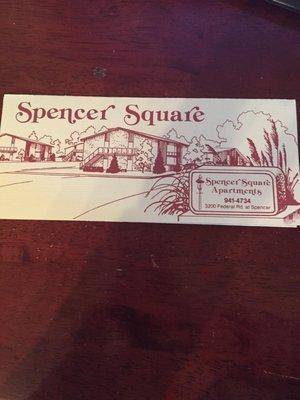 Spencer Square
Spencer Square
Apartments
941-4734
3200 Federal Rd. at Spencer